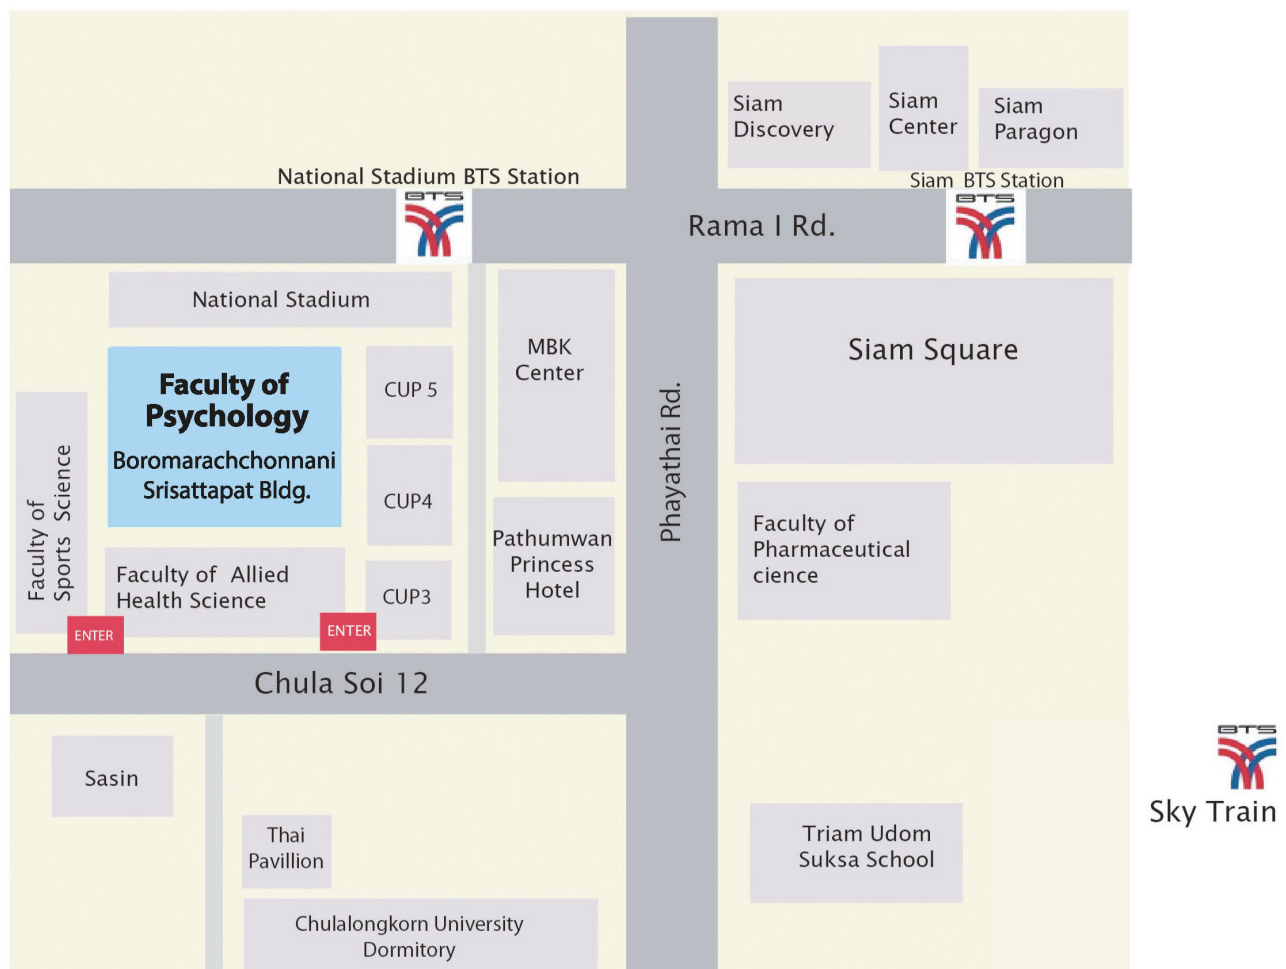 Siam
Discovery
Siam
Center
Siam
Paragon
National Stadium BTS Station
Siam BTS Station
BTS
BTS
Rama I Rd.
National Stadium
MBK
Center
Siam Square
Faculty of
Psychology
Boromarachchonnani
Srisattapat Bldg.
CUP 5
CUP4
CUP3
Phayathai Rd.
Faculty of
Sports Science
Pathumwan
Princess
Hotel
Faculty of
Pharmaceutical
cience
Faculty of Allied
Health Science
ENTER
ENTER
Chula Soi 12
Sasin
BTS
Sky Train
Thai
Pavillion
Triam Udom
Suksa School
Chulalongkorn University
Dormitory